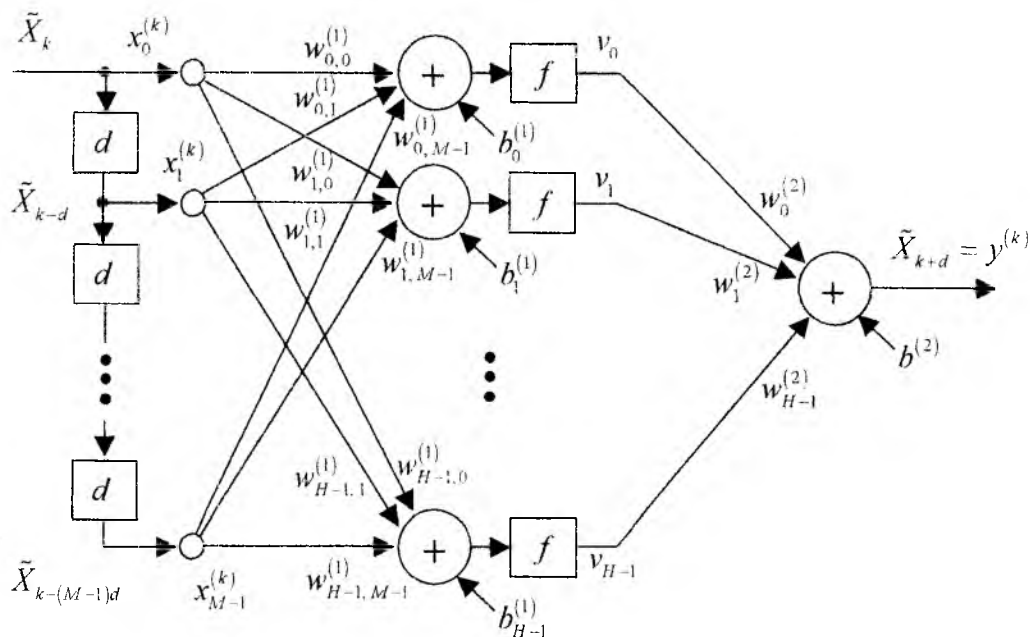 X̃_k
x_0^{(k)}
w_{0,0}^{(1)}
+
f
v_0
w_{0,1}^{(1)}
d
w_{0,M-1}^{(1)}
b_0^{(1)}
x_1^{(k)}
w_{1,0}^{(1)}
X̃_{k-d}
w_{1,1}^{(1)}
+
f
v_1
w_0^{(2)}
d
w_{1,M-1}^{(1)}
b_1^{(1)}
w_1^{(2)}
+
X̃_{k+d} = y^{(k)}
b^{(2)}
w_{H-1}^{(2)}
d
w_{H-1,1}^{(1)}
w_{H-1,0}^{(1)}
+
f
v_{H-1}
X̃_{k-(M-1)d}
x_{M-1}^{(k)}
w_{H-1,M-1}^{(1)}
b_{H-1}^{(1)}